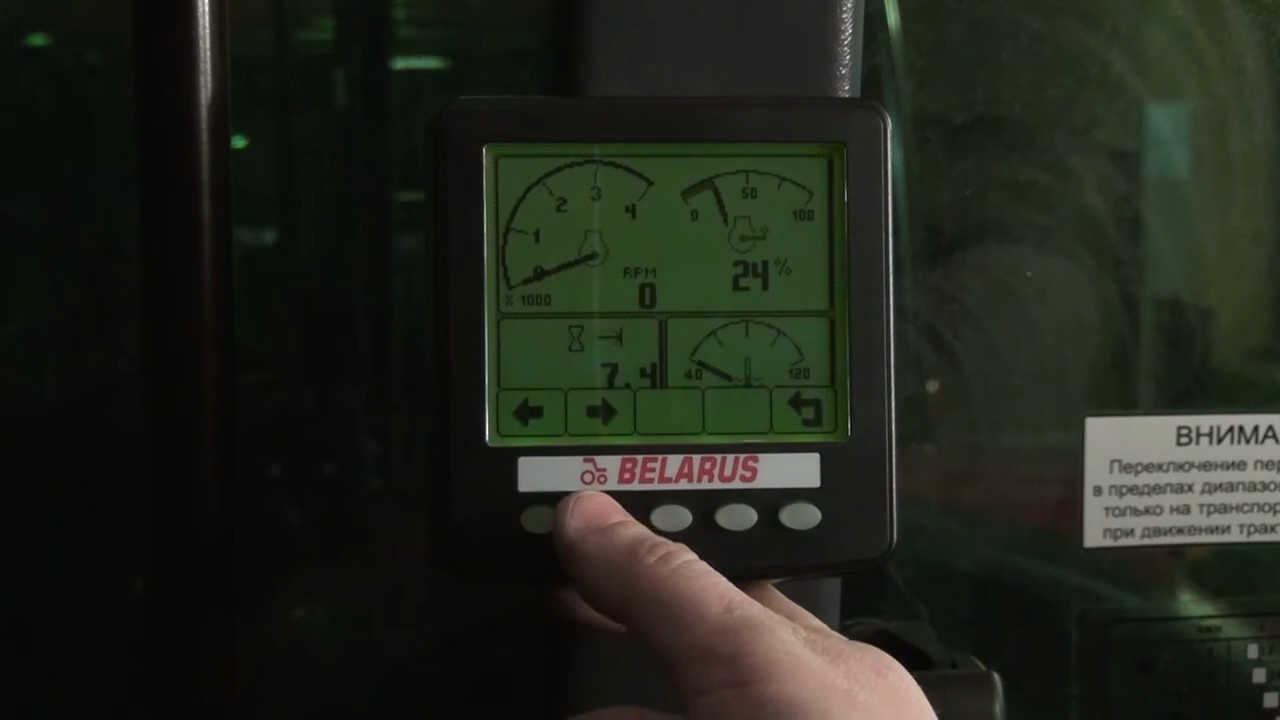 0 1 2 3 4
X 1000
RPM
0
0 50 100
24 %
7.4
40 120
BELARUS
ВНИМА
Переключение пер
в пределах диапазо
только на транспор
при движении трак